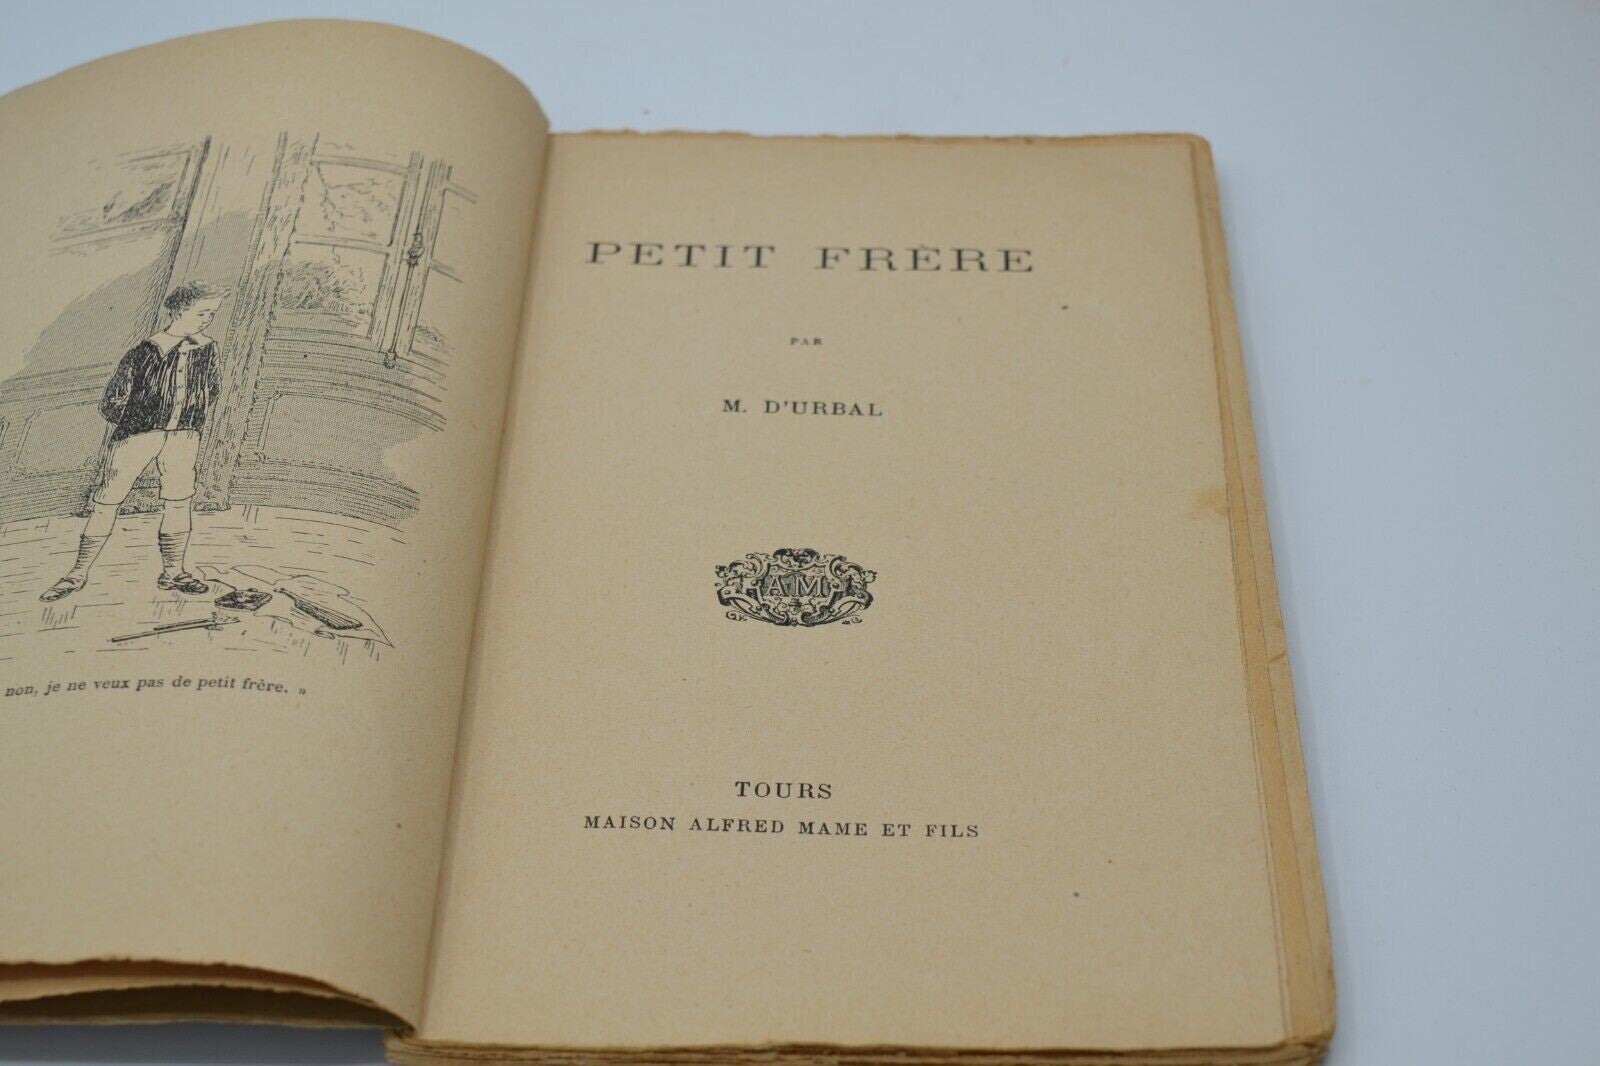 non, je ne veux pas de petit frère. »
PETIT FRÈRE
PAR
M. D'URBAL
AM
TOURS
MAISON ALFRED MAME ET FILS